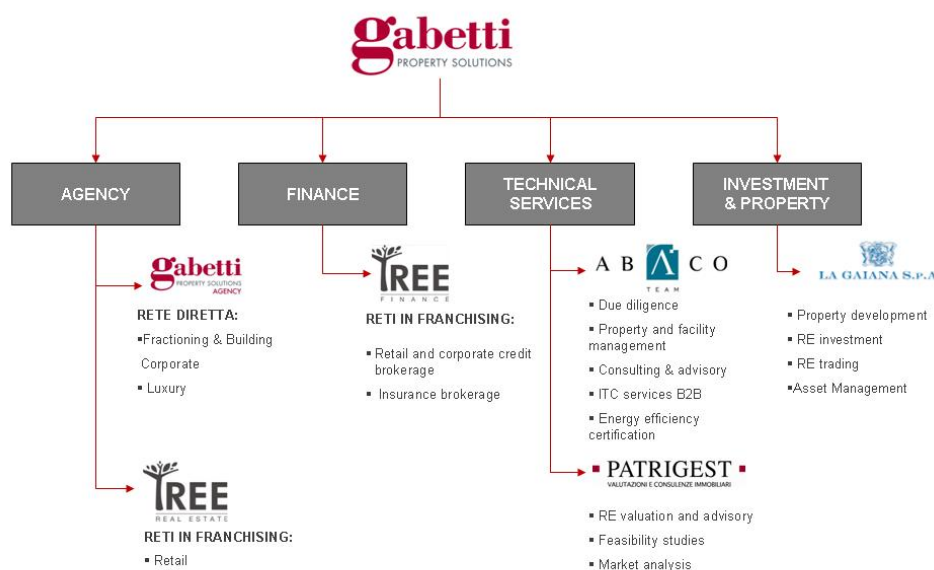 gabetti
PROPERTY SOLUTIONS
AGENCY
FINANCE
TECHNICAL
SERVICES
INVESTMENT
& PROPERTY
gabetti
PROPERTY SOLUTIONS
AGENCY
RETE DIRETTA:
▪Fractioning & Building
Corporate
▪ Luxury
TREE
REAL ESTATE
RETI IN FRANCHISING:
▪ Retail
TREE
FINANCE
RETI IN FRANCHISING:
▪ Retail and corporate credit
brokerage
▪ Insurance brokerage
ABACO
TEAM
▪ Due diligence
▪ Property and facility
management
▪ Consulting & advisory
▪ ITC services B2B
▪ Energy efficiency
certification
▪ PATRIGEST ▪
VALUTAZIONI E CONSULENZE IMMOBILIARI
▪ RE valuation and advisory
▪ Feasibility studies
▪ Market analysis
LA GAIANA S.p.A
▪ Property development
▪ RE investment
▪ RE trading
▪Asset Management